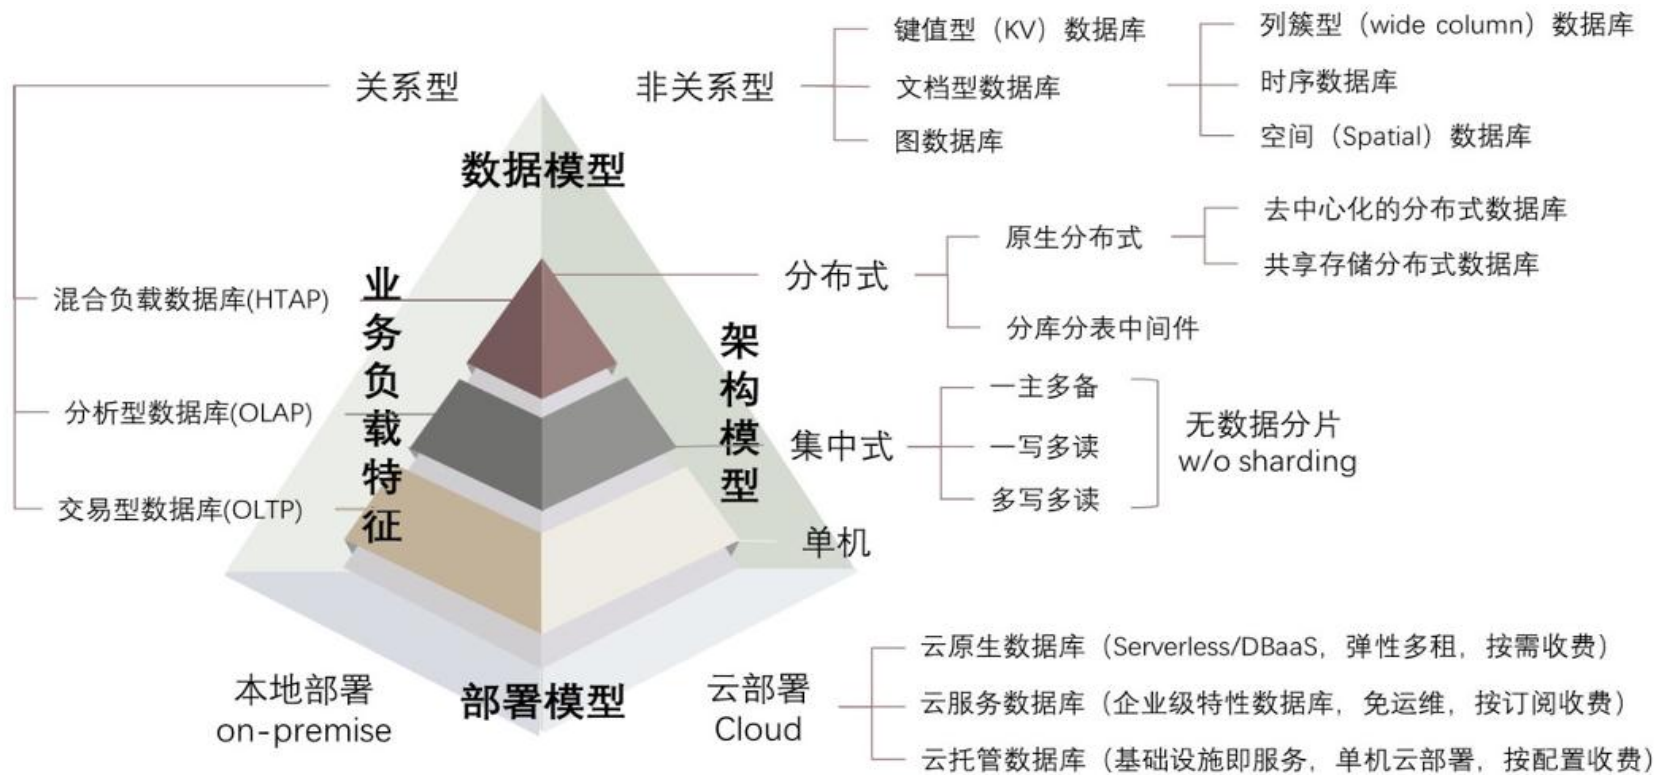 关系型
非关系型
键值型（KV）数据库
文档型数据库
图数据库
列簇型（wide column）数据库
时序数据库
空间（Spatial）数据库
数据模型
业务负载特征
混合负载数据库(HTAP)
分析型数据库(OLAP)
交易型数据库(OLTP)
架构模型
分布式
原生分布式
去中心化的分布式数据库
共享存储分布式数据库
分库分表中间件
集中式
一主多备
一写多读
多写多读
无数据分片
w/o sharding
单机
部署模型
本地部署
on-premise
云部署
Cloud
云原生数据库（Serverless/DBaaS，弹性多租，按需收费）
云服务数据库（企业级特性数据库，免运维，按订阅收费）
云托管数据库（基础设施即服务，单机云部署，按配置收费）